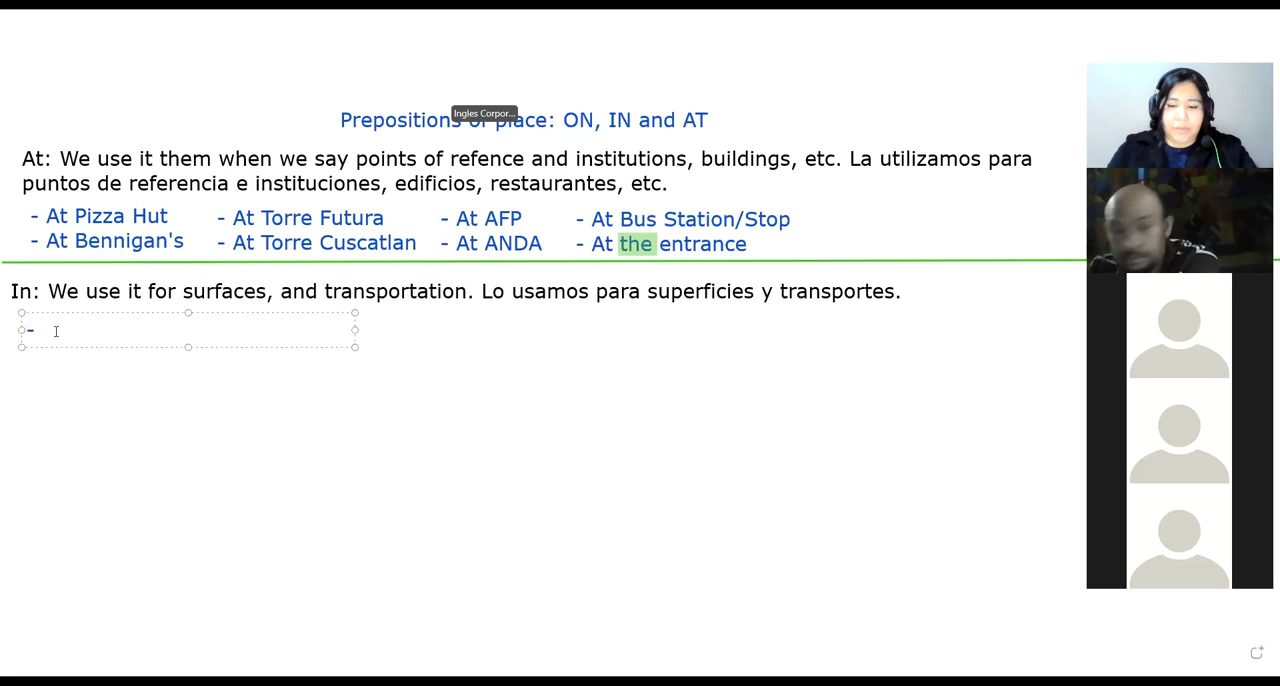 Prepositions of place: ON, IN and AT
Ingles Corpor...
At: We use it them when we say points of refence and institutions, buildings, etc. La utilizamos para
puntos de referencia e instituciones, edificios, restaurantes, etc.
- At Pizza Hut - At Torre Futura - At AFP - At Bus Station/Stop
- At Bennigan's - At Torre Cuscatlan - At ANDA - At the entrance
In: We use it for surfaces, and transportation. Lo usamos para superficies y transportes.
-